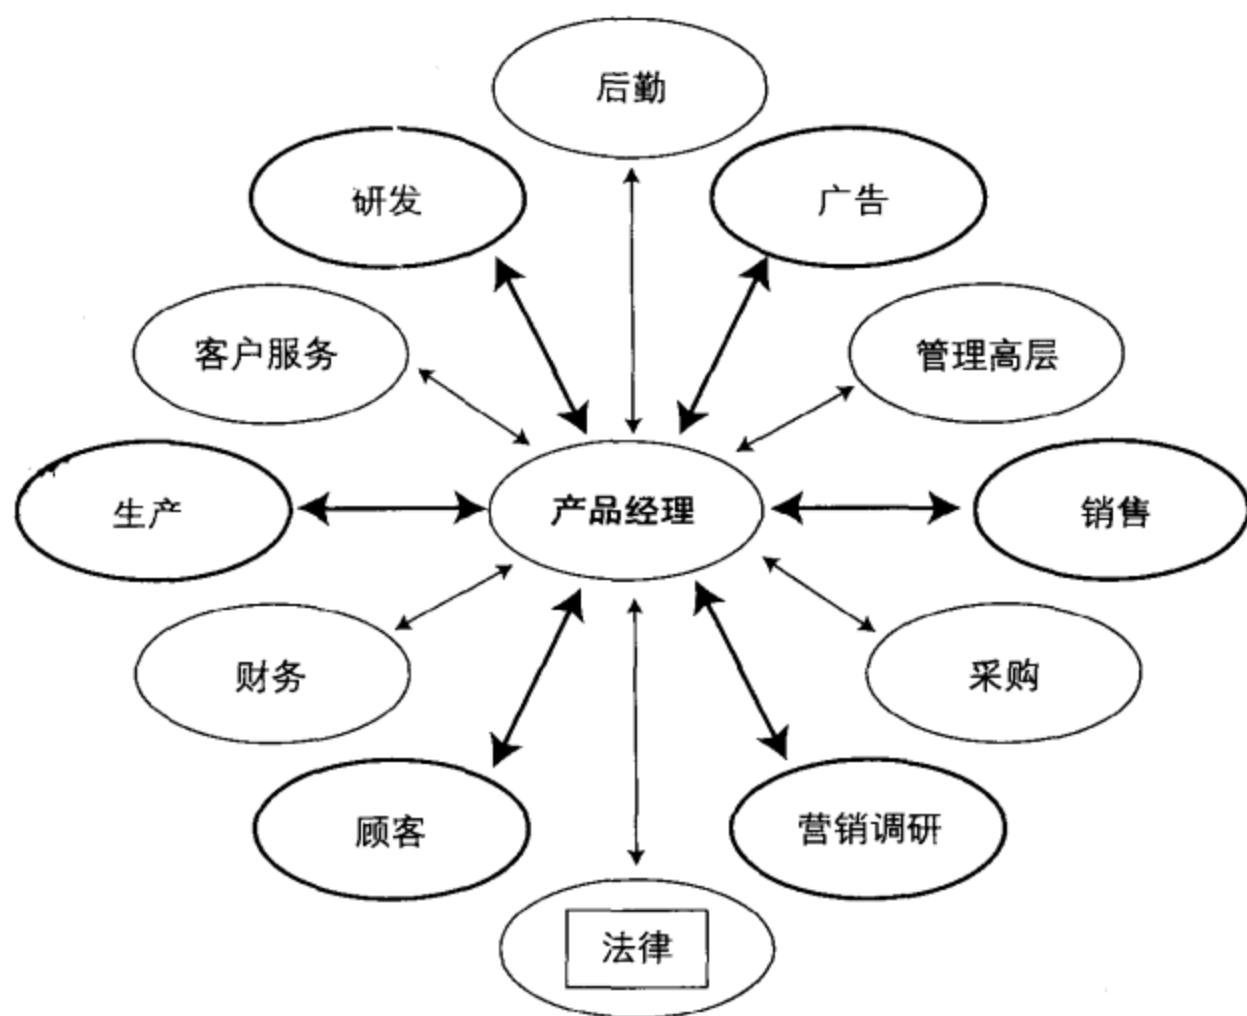 后勤
研发
广告
客户服务
管理高层
生产
产品经理
销售
财务
采购
顾客
营销调研
法律